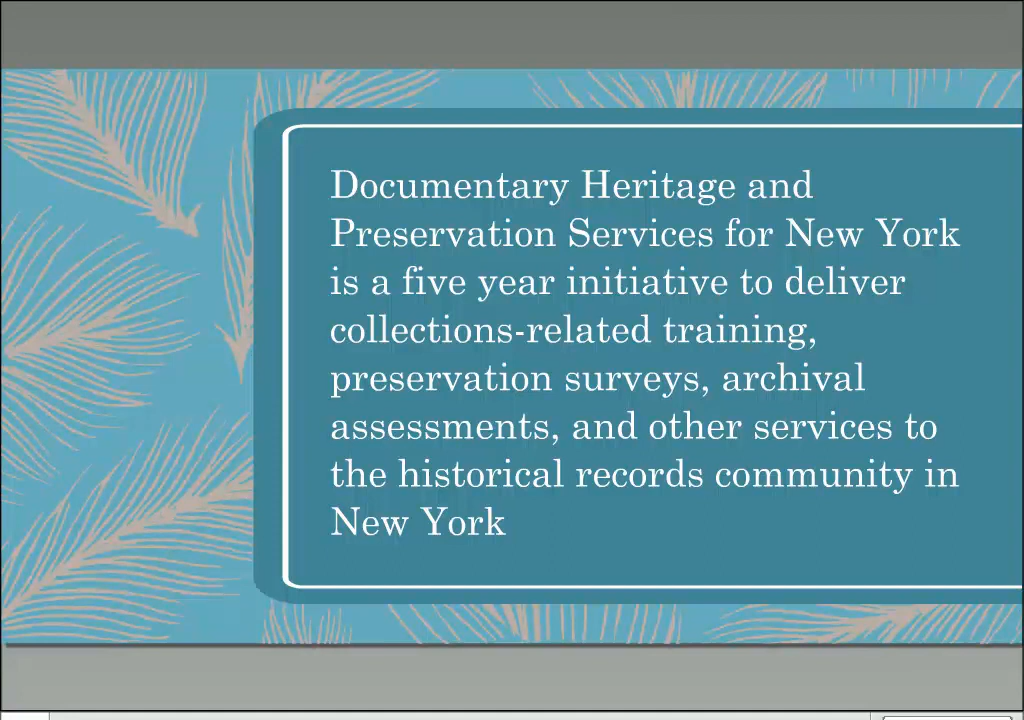 Documentary Heritage and
Preservation Services for New York
is a five year initiative to deliver
collections-related training,
preservation surveys, archival
assessments, and other services to
the historical records community in
New York